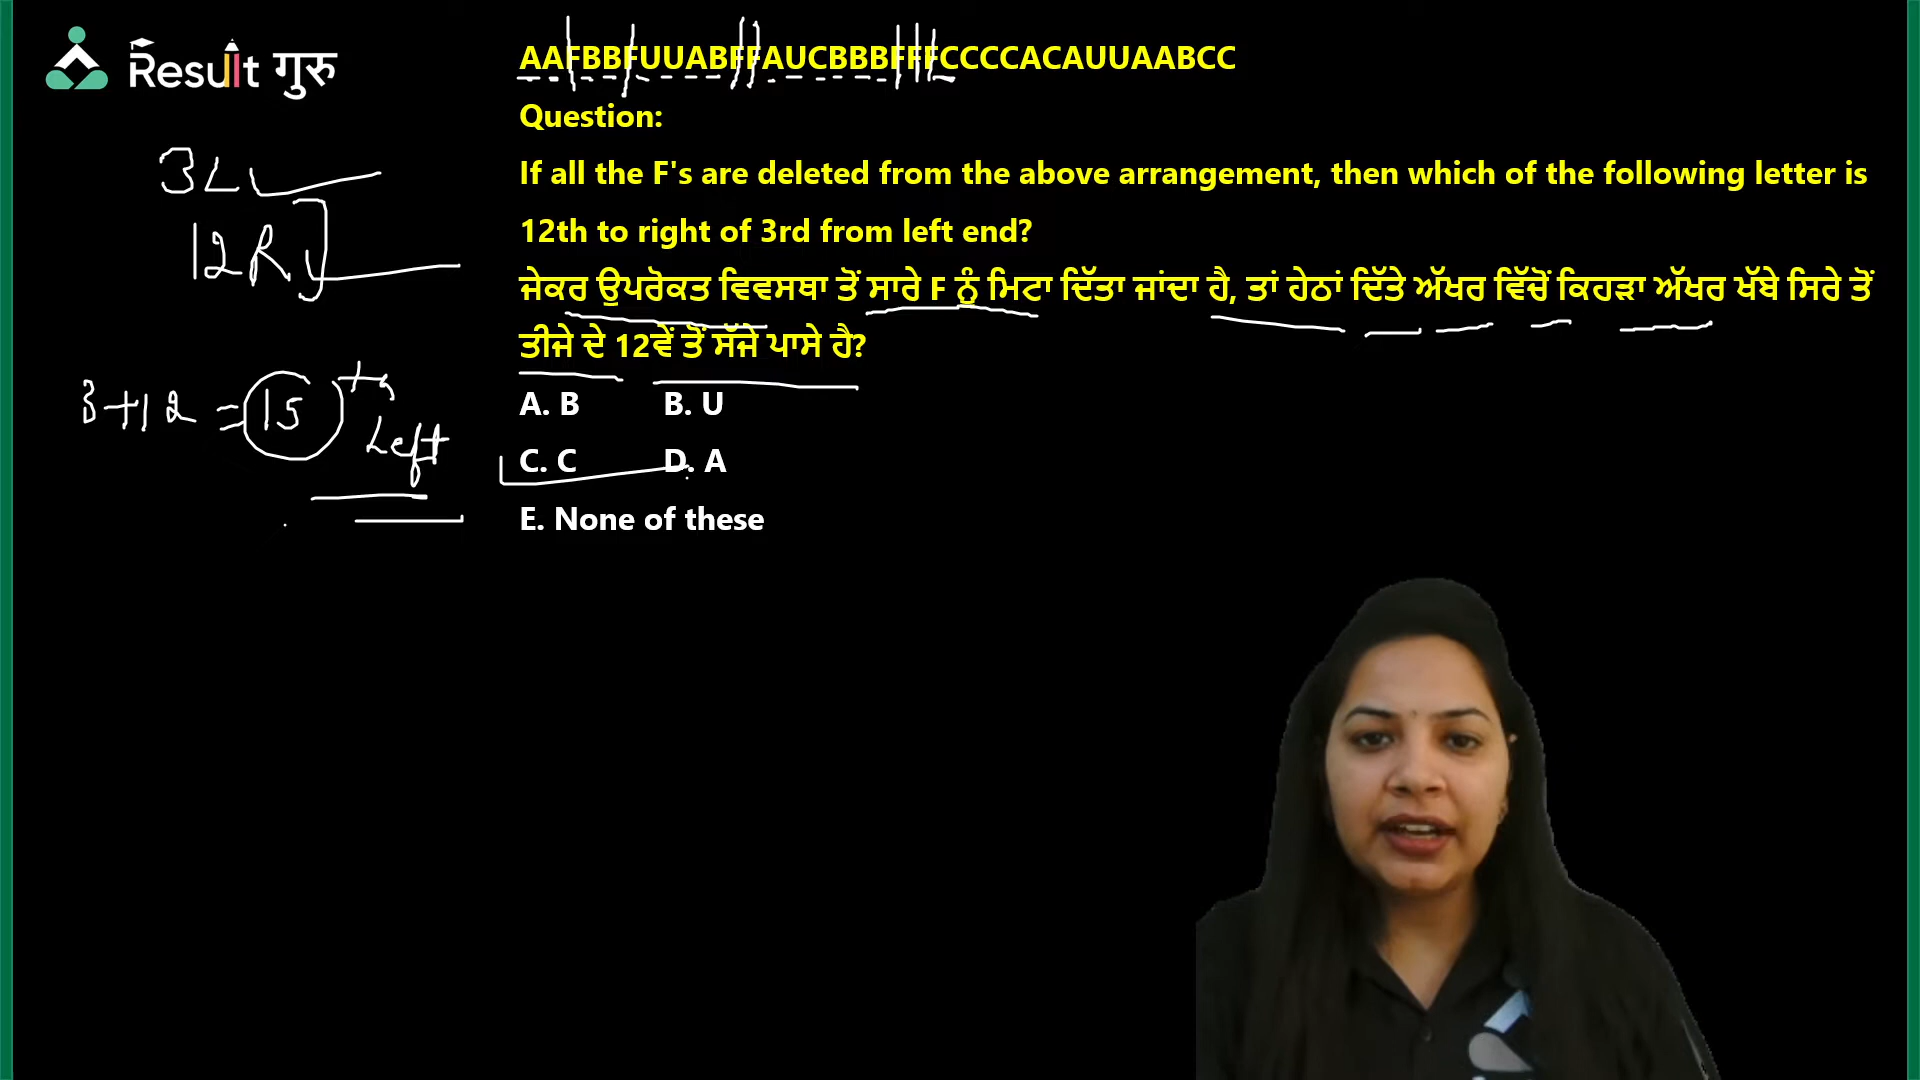 Result गुरु
AAFBBFUUABFFAUCBBBFFFCCCCACAUUAABCC
Question:
If all the F's are deleted from the above arrangement, then which of the following letter is
12th to right of 3rd from left end?
ਜੇਕਰ ਉਪਰੋਕਤ ਵਿਵਸਥਾ ਤੋਂ ਸਾਰੇ F ਨੂੰ ਮਿਟਾ ਦਿੱਤਾ ਜਾਂਦਾ ਹੈ, ਤਾਂ ਹੇਠਾਂ ਦਿੱਤੇ ਅੱਖਰ ਵਿੱਚੋਂ ਕਿਹੜਾ ਅੱਖਰ ਖੱਬੇ ਸਿਰੇ ਤੋਂ
ਤੀਜੇ ਦੇ 12ਵੇਂ ਤੋਂ ਸੱਜੇ ਪਾਸੇ ਹੈ?
A. B B. U
C. C D. A
E. None of these
3L
12R
3+12 = 15 th
Left